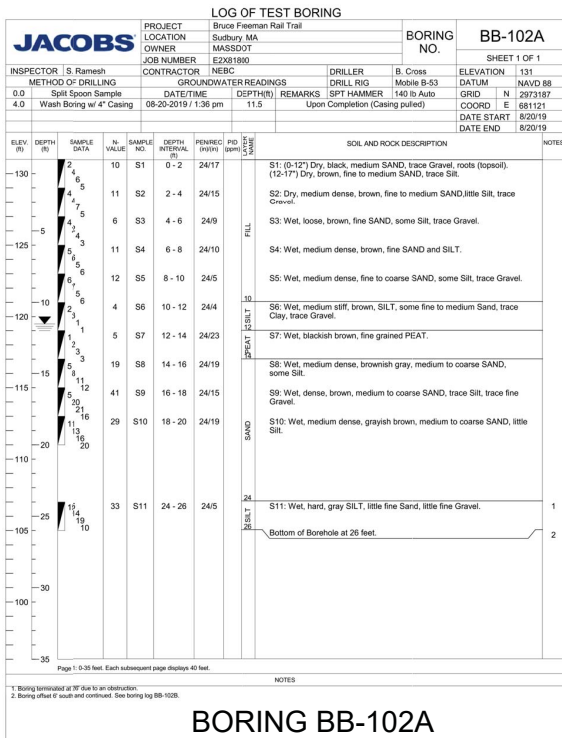 LOG OF TEST BORING
JACOBS
PROJECT Bruce Freeman Rail Trail
LOCATION Sudbury MA
OWNER MASSDOT
JOB NUMBER E2X81800
BORING NO. BB-102A
SHEET 1 OF 1
INSPECTOR S. Ramesh CONTRACTOR NEBC DRILLER B. Cross ELEVATION 131
METHOD OF DRILLING GROUNDWATER READINGS DRILL RIG Mobile B-53 DATUM NAVD 88
0.0 Split Spoon Sample DATE/TIME DEPTH(ft) REMARKS SPT HAMMER 140 lb Auto GRID N 2973187
4.0 Wash Boring w/ 4" Casing 08-20-2019 / 1:36 pm 11.5 Upon Completion (Casing pulled) COORD E 681121
DATE START 8/20/19
DATE END 8/20/19
ELEV. (ft) DEPTH (ft) SAMPLE DATA N-VALUE SAMPLE NO. DEPTH INTERVAL (ft) PEN/REC (in)/(in) PID (ppm) LAYER NAME SOIL AND ROCK DESCRIPTION NOTES
2 4 6 5 10 S1 0 - 2 24/17 S1: (0-12") Dry, black, medium SAND, trace Gravel, roots (topsoil).
130 (12-17") Dry, brown, fine to medium SAND, trace Silt.
4 4 7 5 11 S2 2 - 4 24/15 S2: Dry, medium dense, brown, fine to medium SAND,little Silt, trace
Gravel.
5 4 2 4 3 6 S3 4 - 6 24/9 S3: Wet, loose, brown, fine SAND, some Silt, trace Gravel.
FILL
125 5 6 5 6 11 S4 6 - 8 24/10 S4: Wet, medium dense, brown, fine SAND and SILT.
6 7 5 6 12 S5 8 - 10 24/5 S5: Wet, medium dense, fine to coarse SAND, some Silt, trace Gravel.
10 10
120 2 3 1 1 4 S6 10 - 12 24/4 SILT S6: Wet, medium stiff, brown, SILT, some fine to medium Sand, trace
Clay, trace Gravel.
12
1 2 3 3 5 S7 12 - 14 24/23 PEAT S7: Wet, blackish brown, fine grained PEAT.
14
15 5 8 11 12 19 S8 14 - 16 24/19 S8: Wet, medium dense, brownish gray, medium to coarse SAND,
some Silt.
115 5 20 21 16 41 S9 16 - 18 24/15 S9: Wet, dense, brown, medium to coarse SAND, trace Silt, trace fine
Gravel.
11 13 16 20 29 S10 18 - 20 24/19 SAND S10: Wet, medium dense, grayish brown, medium to coarse SAND, little
Silt.
20
110
24
14 19 10 33 S11 24 - 26 24/5 SILT S11: Wet, hard, gray SILT, little fine Sand, little fine Gravel. 1
25
26
105 Bottom of Borehole at 26 feet. 2
30
100
35
Page 1: 0-35 feet. Each subsequent page displays 40 feet.
NOTES
1. Boring terminated at 26' due to an obstruction.
2. Boring offset 6' south and continued. See boring log BB-102B.
BORING BB-102A